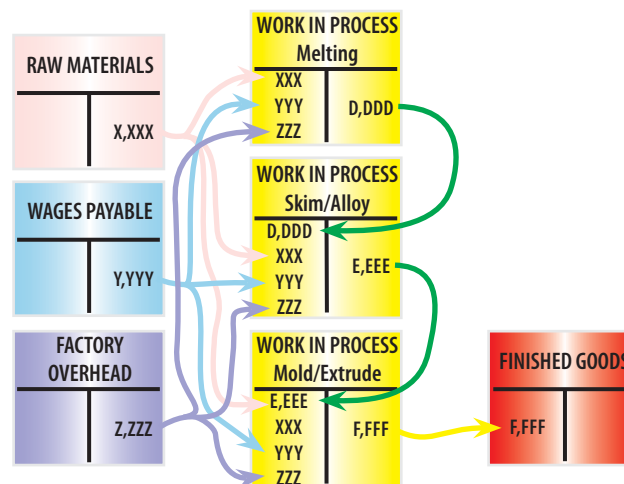 RAW MATERIALS
X,XXX
WAGES PAYABLE
Y,YYY
FACTORY
OVERHEAD
Z,ZZZ
WORK IN PROCESS
Melting
XXX
YYY
ZZZ
D,DDD
WORK IN PROCESS
Skim/Alloy
D,DDD
XXX
YYY
ZZZ
E,EEE
WORK IN PROCESS
Mold/Extrude
E,EEE
XXX
YYY
ZZZ
F,FFF
FINISHED GOODS
F,FFF